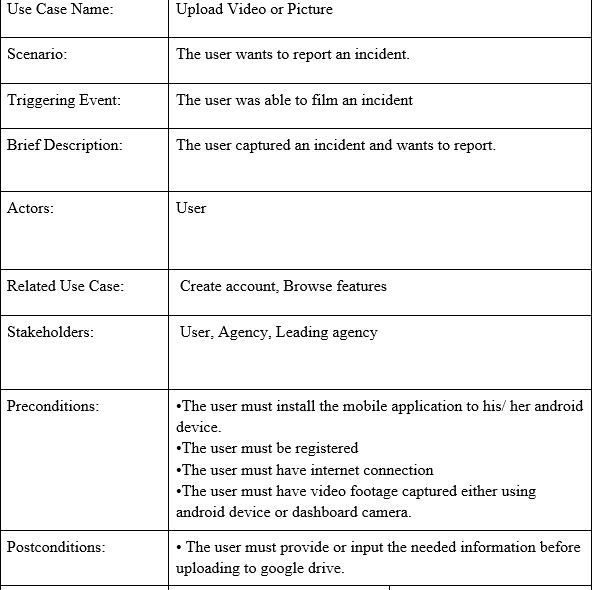 Use Case Name: Upload Video or Picture
Scenario: The user wants to report an incident.
Triggering Event: The user was able to film an incident
Brief Description: The user captured an incident and wants to report.
Actors: User
Related Use Case: Create account, Browse features
Stakeholders: User, Agency, Leading agency
Preconditions: •The user must install the mobile application to his/ her android
device.
•The user must be registered
•The user must have internet connection
•The user must have video footage captured either using
android device or dashboard camera.
Postconditions: • The user must provide or input the needed information before
uploading to google drive.